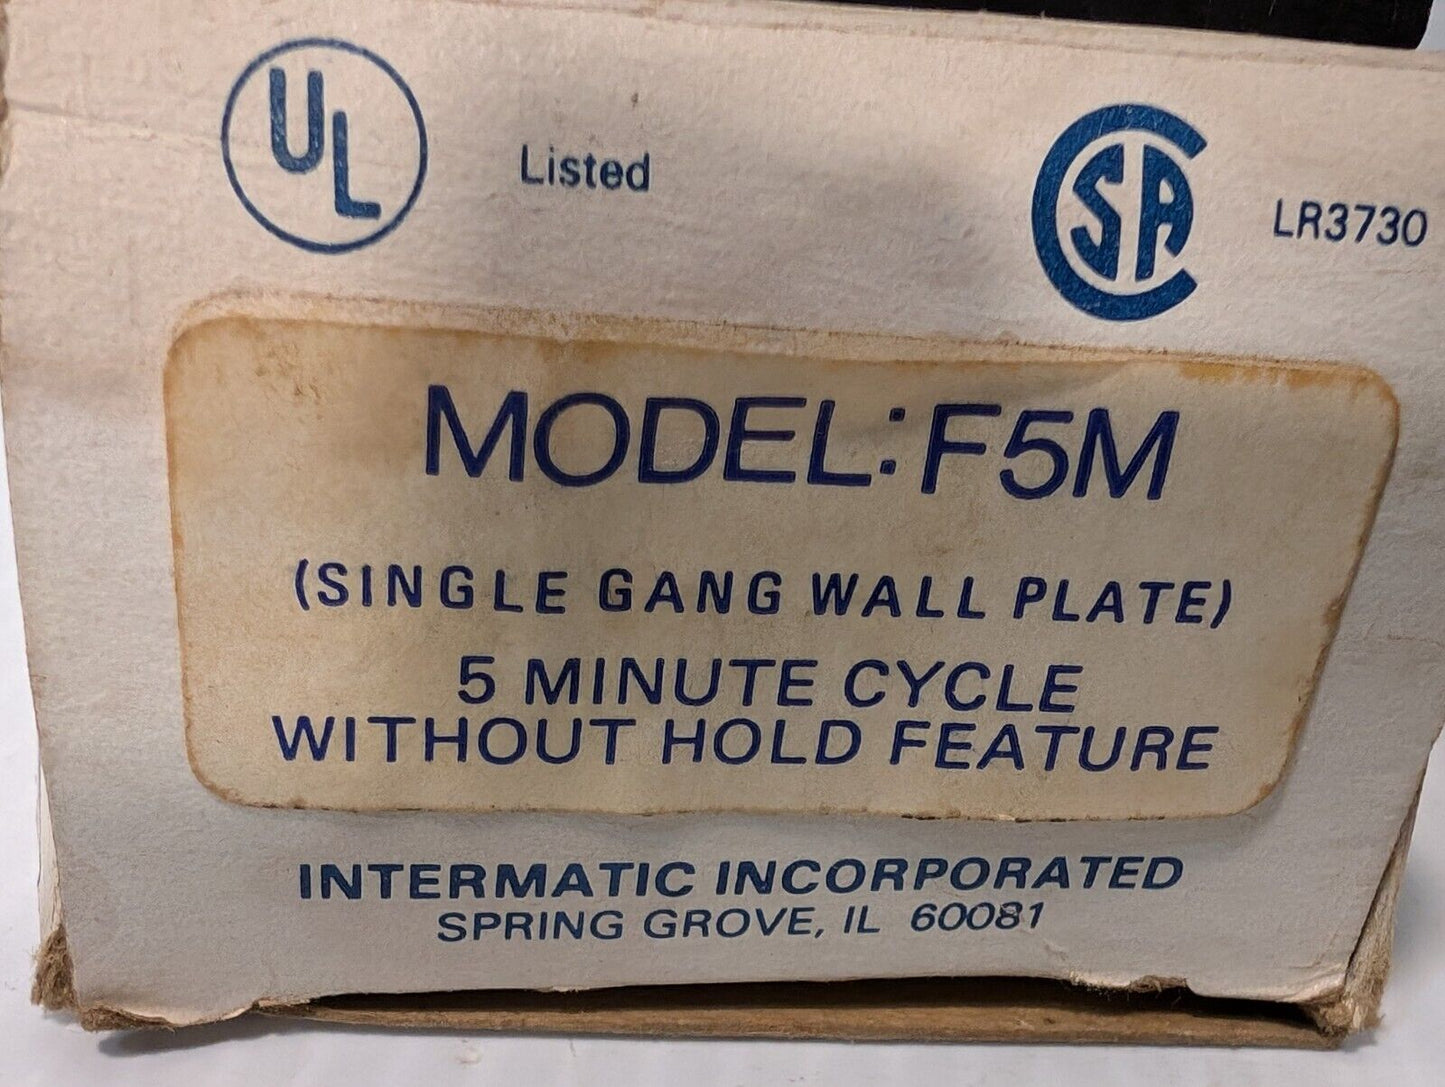 UL Listed CSA LR3730
MODEL: F5M
(SINGLE GANG WALL PLATE)
5 MINUTE CYCLE
WITHOUT HOLD FEATURE
INTERMATIC INCORPORATED
SPRING GROVE, IL 60081